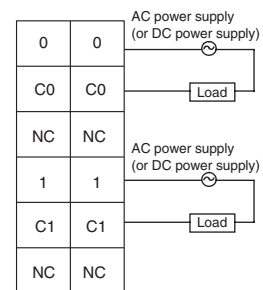 AC power supply
(or DC power supply)
0 0
C0 C0
Load
NC NC
AC power supply
(or DC power supply)
1 1
C1 C1
Load
NC NC